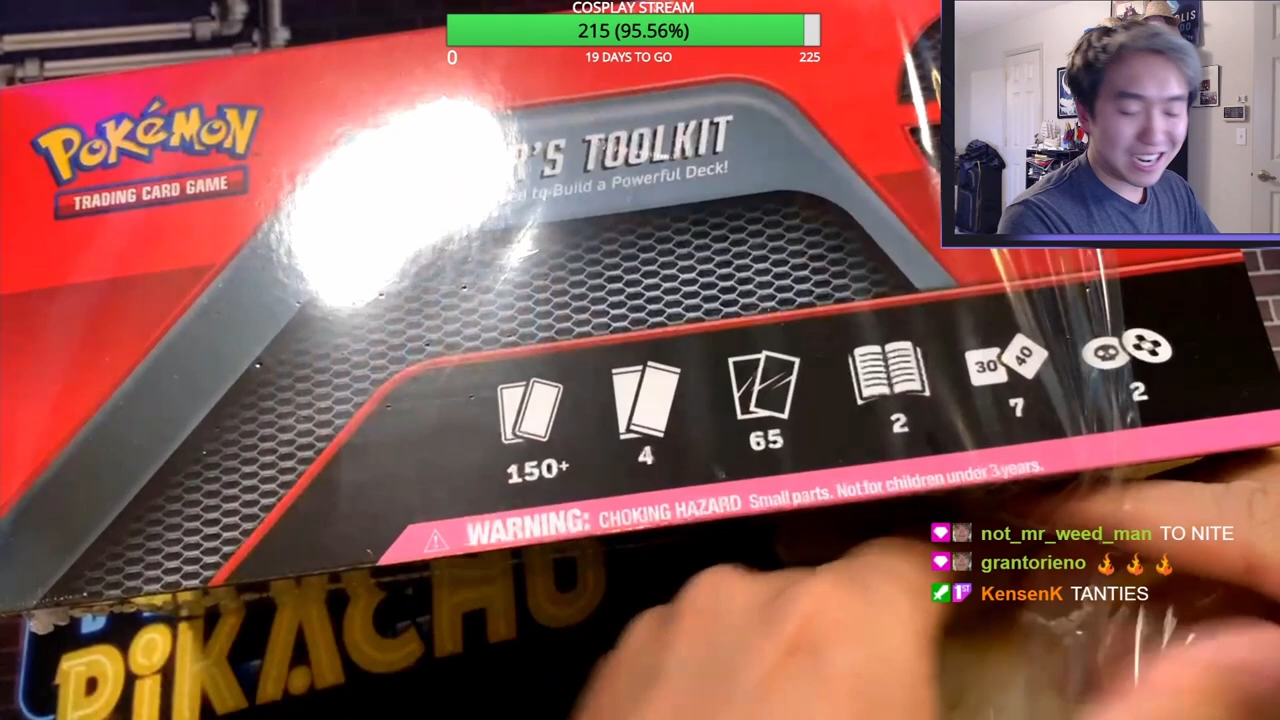 COSPLAY STREAM
215 (95.56%)
0 19 DAYS TO GO 225
POKéMON
TRADING CARD GAME
R'S TOOLKIT
to Build a Powerful Deck!
30 40
150+ 4 65 2 7 2
WARNING: CHOKING HAZARD Small parts. Not for children under 3 years.
not_mr_weed_man TO NITE
grantorieno
1ST KensenK TANTIES
PiKACHU